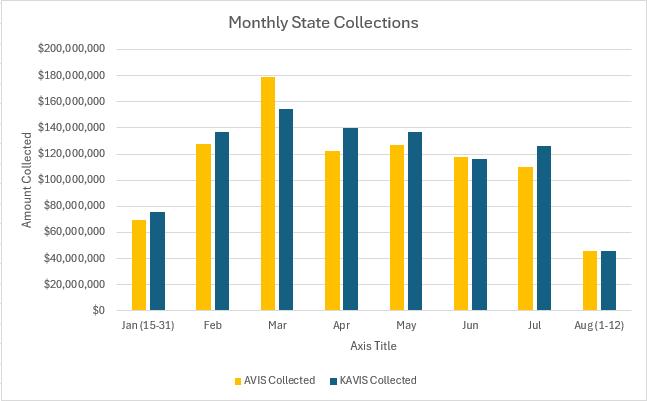 Monthly State Collections
$200,000,000
$180,000,000
$160,000,000
$140,000,000
$120,000,000
$100,000,000
$80,000,000
$60,000,000
$40,000,000
$20,000,000
$0
Amount Collected
Jan (15-31) Feb Mar Apr May Jun Jul Aug (1-12)
Axis Title
AVIS Collected KAVIS Collected